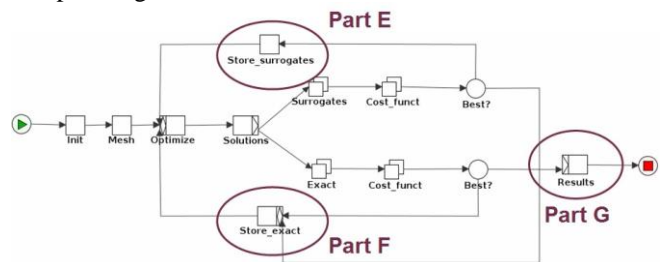 Part E
Store_surrogates
Surrogates
Cost_funct
Best?
Init
Mesh
Optimize
Solutions
Exact
Cost_funct
Best?
Results
Part G
Store_exact
Part F